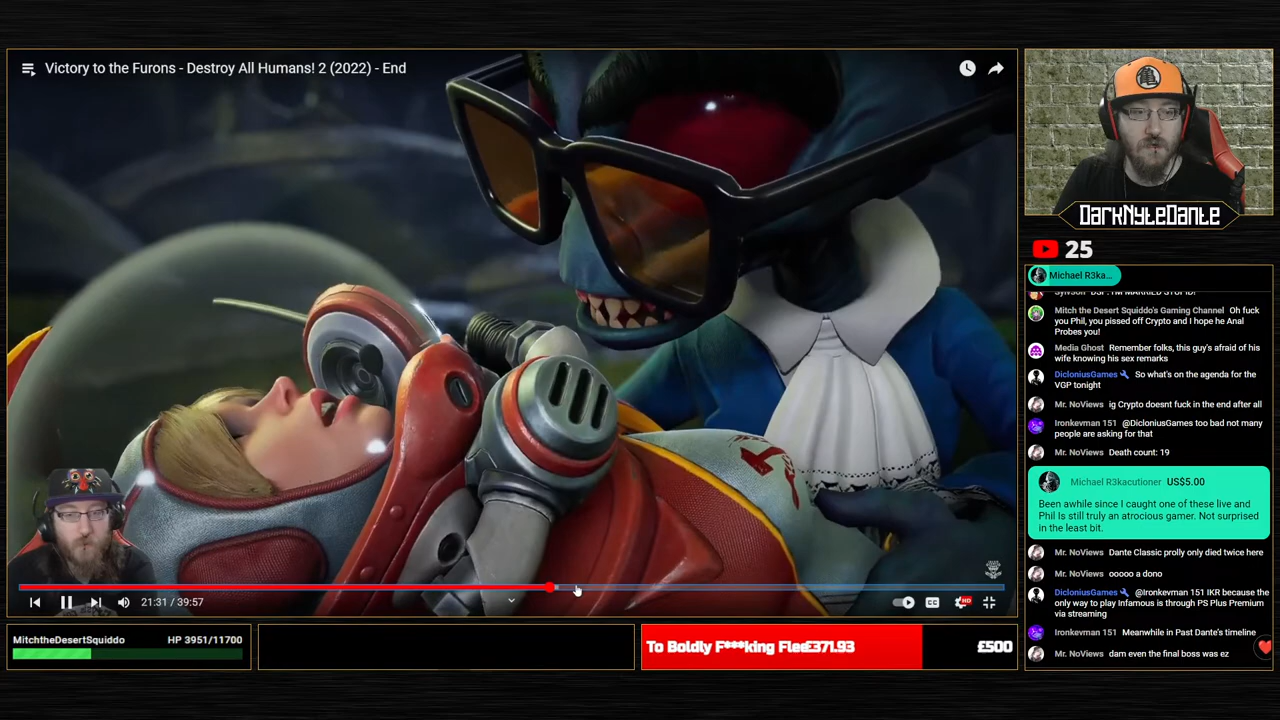 Victory to the Furons - Destroy All Humans! 2 (2022) - End
21:31 / 39:57
CC
HD
MitchtheDesertSquiddo HP 3951/11700
To Boldly F***king Flee£371.93 £500
DarkNyteDante
25
Michael R3ka...
Mitch the Desert Squiddo's Gaming Channel Oh fuck
you Phil, you pissed off Crypto and I hope he Anal
Probes you!
Media Ghost Remember folks, this guy's afraid of his
wife knowing his sex remarks
DicloniusGames So what's on the agenda for the
VGP tonight
Mr. NoViews ig Crypto doesnt fuck in the end after all
Ironkevman 151 @DicloniusGames too bad not many
people are asking for that
Mr. NoViews Death count: 19
Michael R3kacutioner US$5.00
Been awhile since I caught one of these live and
Phil Is still truly an atrocious gamer. Not surprised
in the least bit.
Mr. NoViews Dante Classic prolly only died twice here
Mr. NoViews ooooo a dono
DicloniusGames @Ironkevman 151 IKR because the
only way to play Infamous is through PS Plus Premium
via streaming
Ironkevman 151 Meanwhile in Past Dante's timeline
Mr. NoViews dam even the final boss was ez